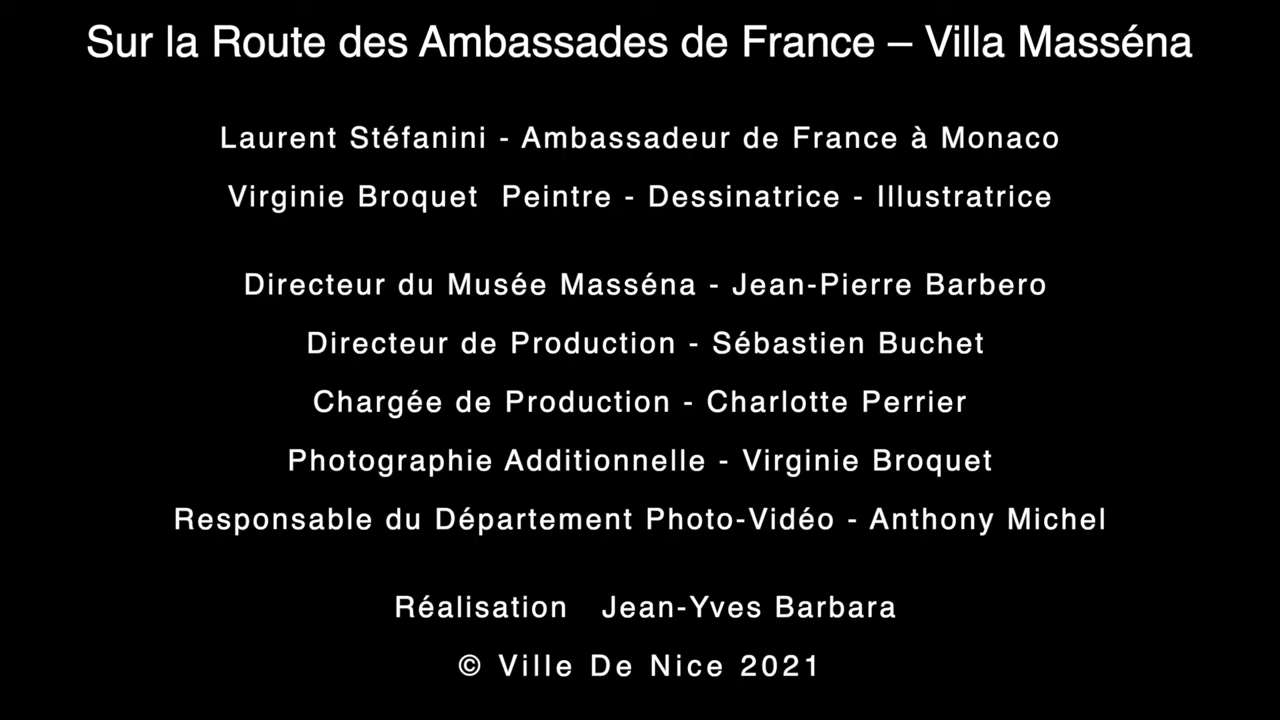 Sur la Route des Ambassades de France – Villa Masséna
Laurent Stéfanini - Ambassadeur de France à Monaco
Virginie Broquet Peintre - Dessinatrice - Illustratrice
Directeur du Musée Masséna - Jean-Pierre Barbero
Directeur de Production - Sébastien Buchet
Chargée de Production - Charlotte Perrier
Photographie Additionnelle - Virginie Broquet
Responsable du Département Photo-Vidéo - Anthony Michel
Réalisation Jean-Yves Barbara
© Ville De Nice 2021